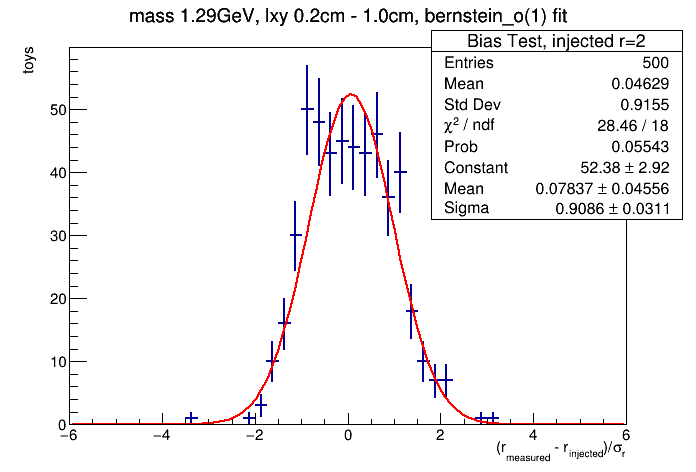 mass 1.29GeV, lxy 0.2cm - 1.0cm, bernstein_o(1) fit
toys
Bias Test, injected r=2
Entries 500
Mean 0.04629
Std Dev 0.9155
χ² / ndf 28.46 / 18
Prob 0.05543
Constant 52.38 ± 2.92
Mean 0.07837 ± 0.04556
Sigma 0.9086 ± 0.0311
50
40
30
20
10
0
−6 −4 −2 0 2 4 6
(r_measured - r_injected)/σ_r